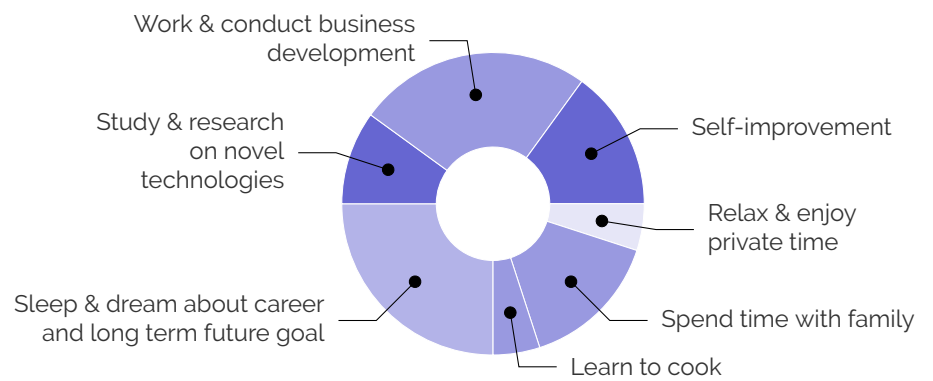 Work & conduct business
development
Study & research
on novel
technologies
Self-improvement
Relax & enjoy
private time
Sleep & dream about career
and long term future goal
Spend time with family
Learn to cook